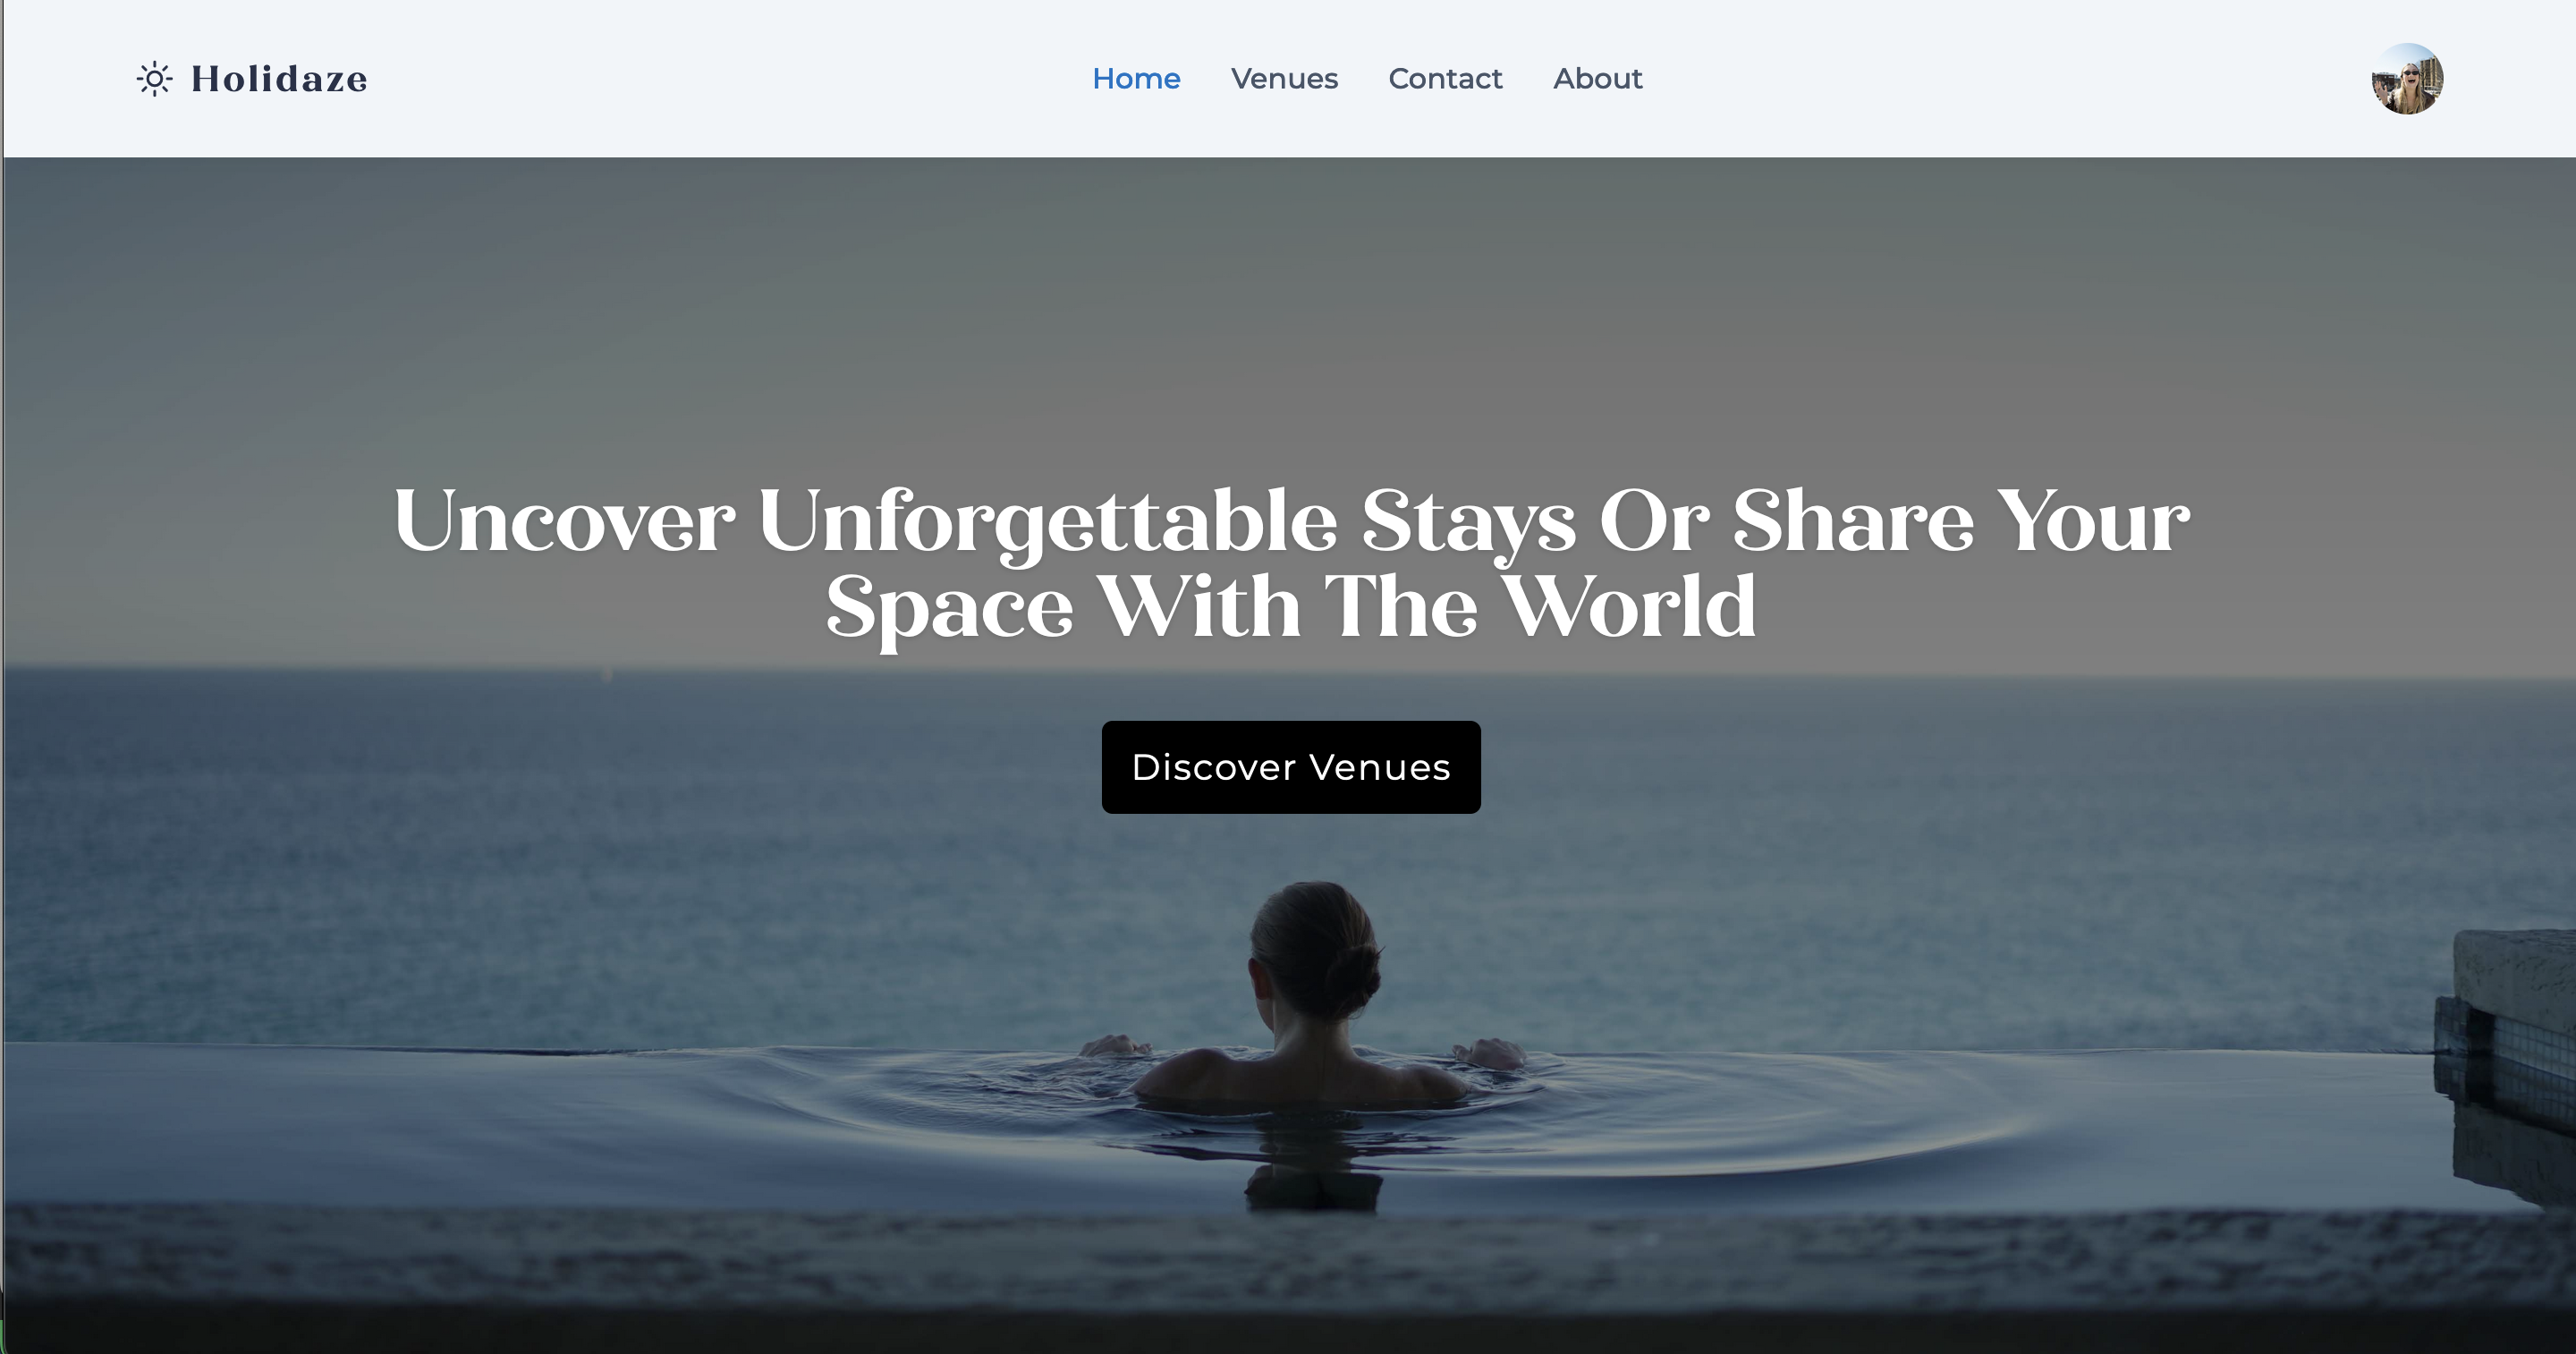 Holidaze
Home Venues Contact About
Uncover Unforgettable Stays Or Share Your
Space With The World
Discover Venues